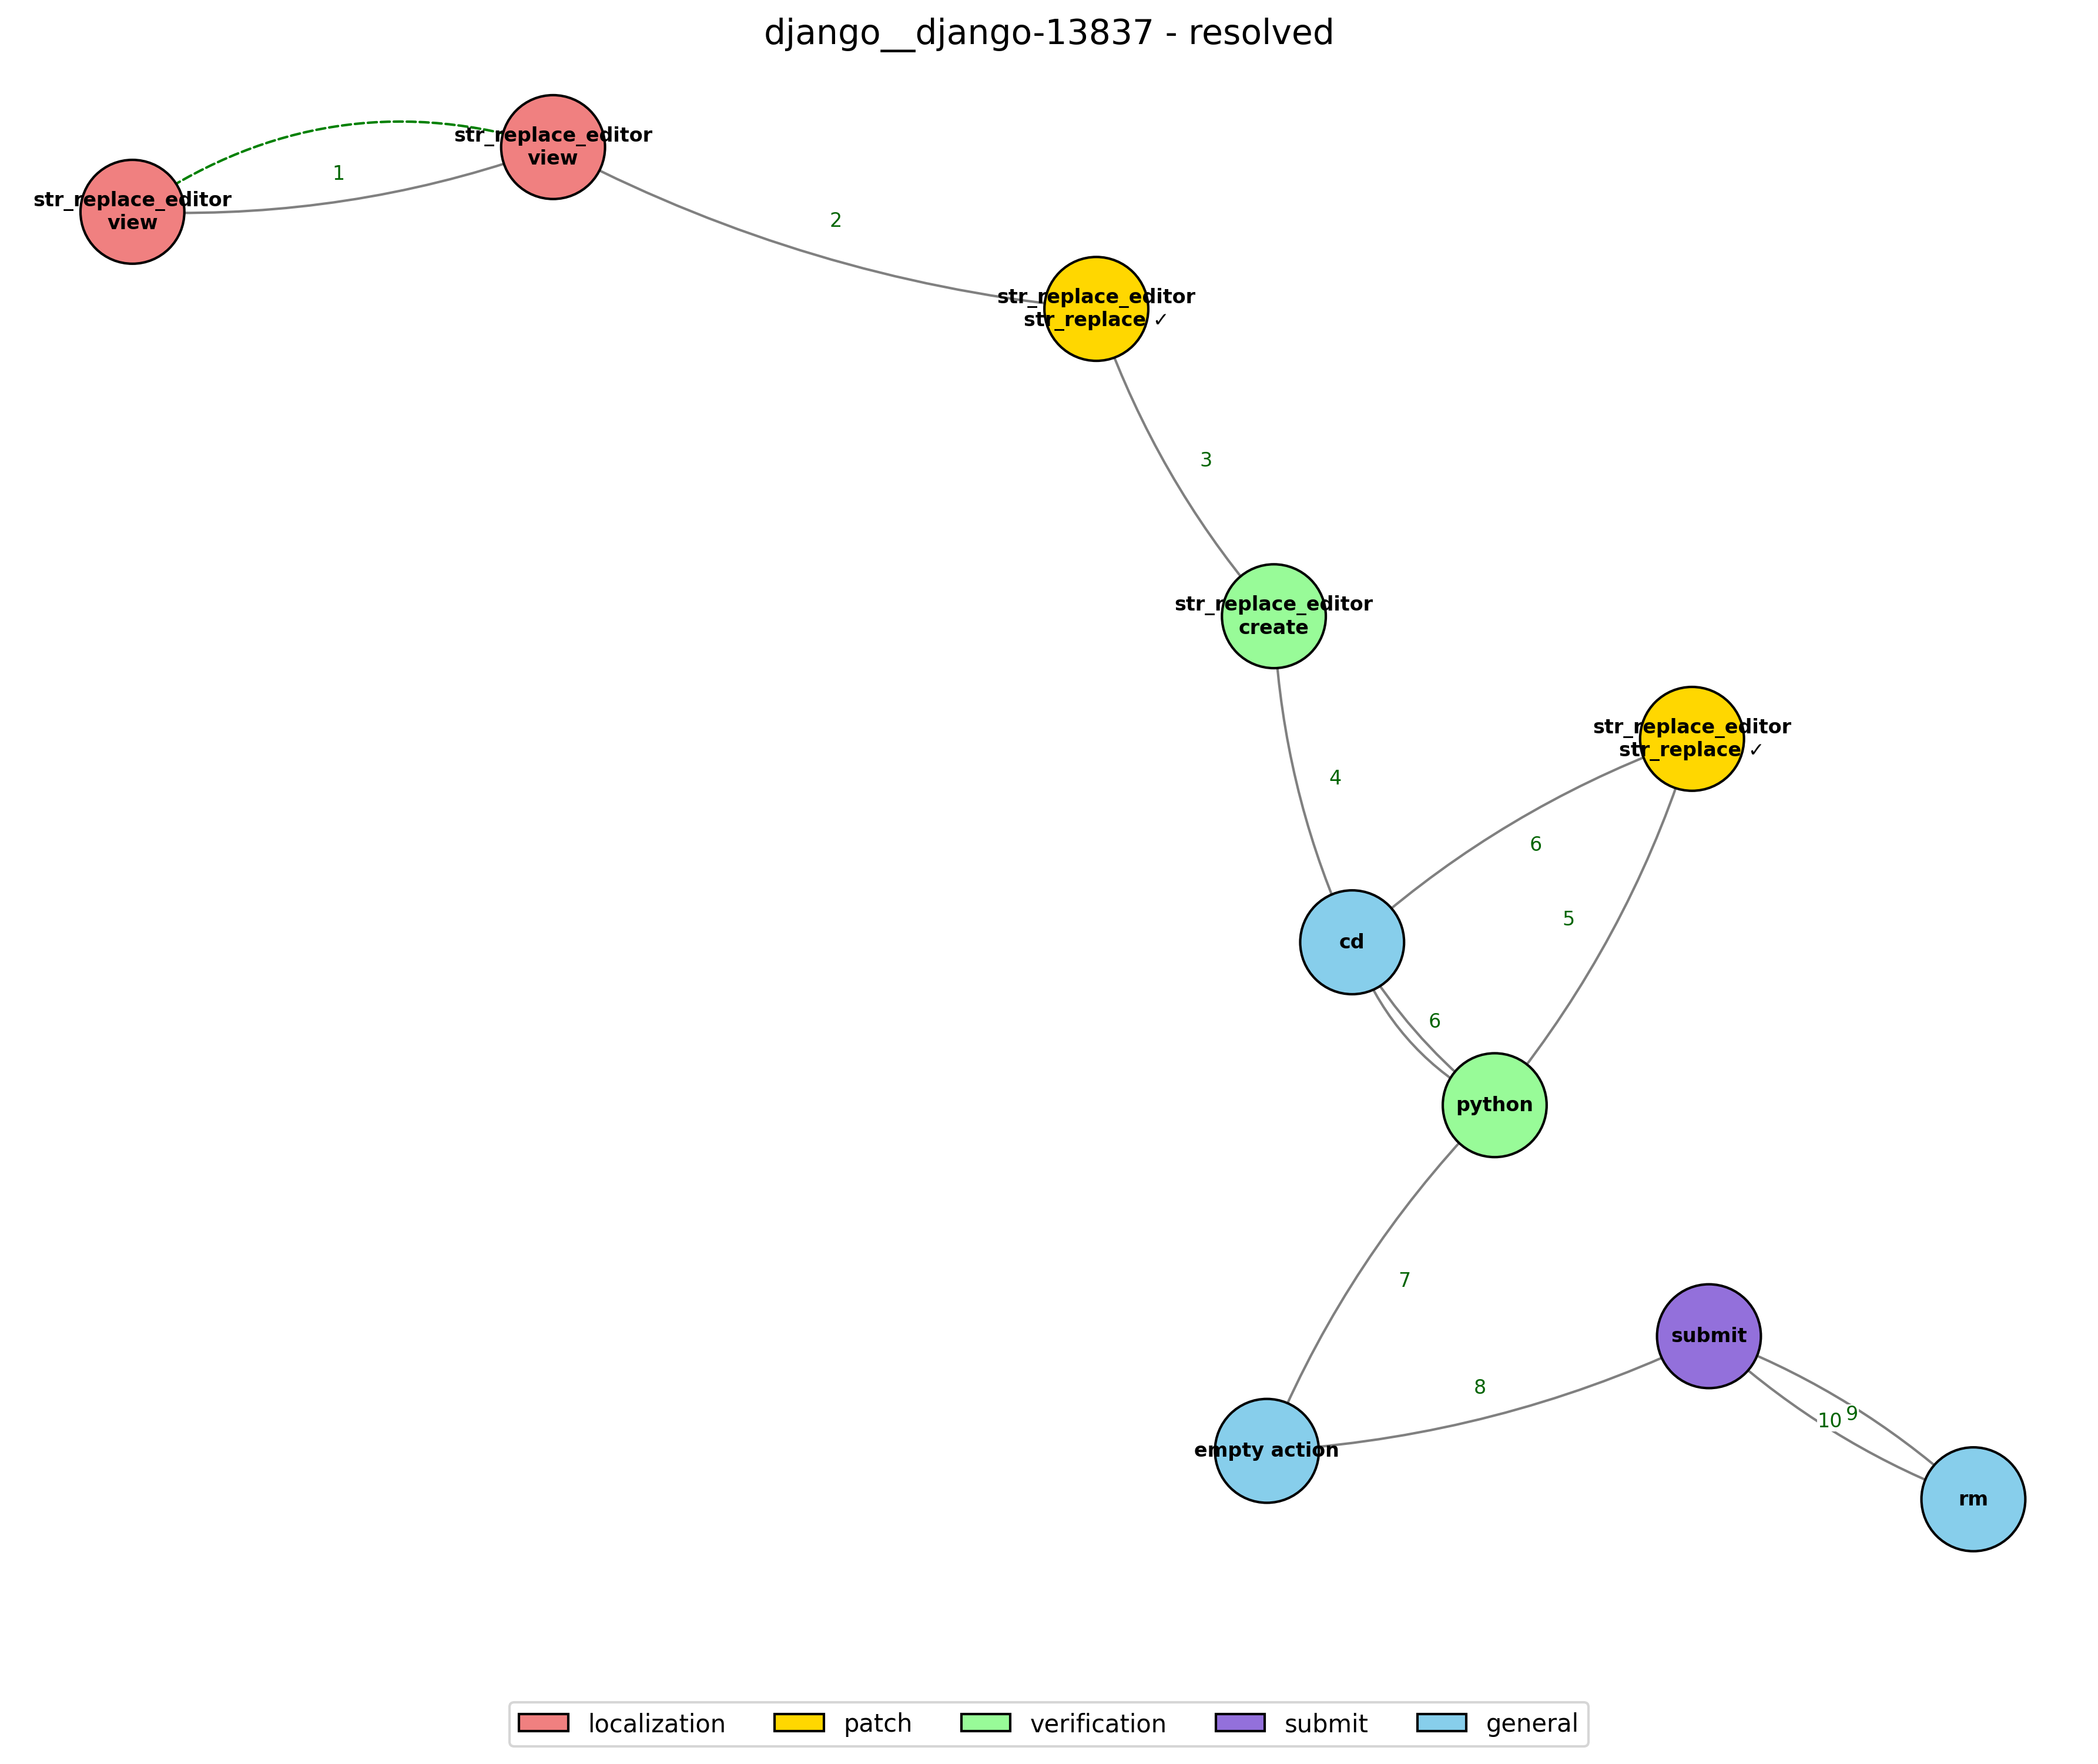 django__django-13837 - resolved
str_replace_editor
view
1
str_replace_editor
view
2
str_replace_editor
str_replace ✓
3
str_replace_editor
create
4
str_replace_editor
str_replace ✓
6
5
cd
6
python
7
submit
8
10
9
empty action
rm
localization
patch
verification
submit
general